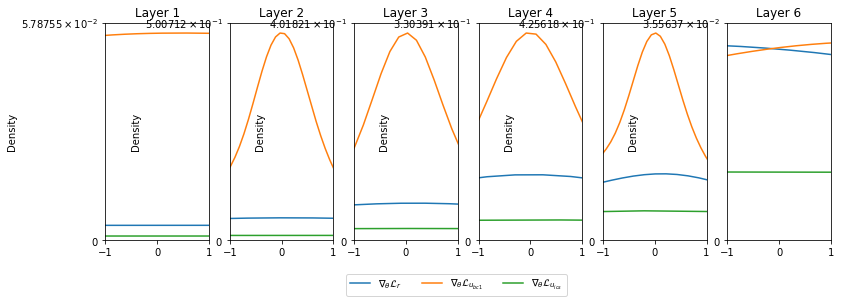 Layer 1
Layer 2
Layer 3
Layer 4
Layer 5
Layer 6
5.78755 × 10⁻²
5.00712 × 10⁻¹
4.01821 × 10⁻¹
3.30391 × 10⁻¹
4.25618 × 10⁻¹
3.55637 × 10⁻²
Density
Density
Density
Density
Density
Density
0
0
0
0
0
0
−1 0 1
−1 0 1
−1 0 1
−1 0 1
−1 0 1
−1 0 1
∇θℒr ∇θℒu_bc1 ∇θℒu_ics